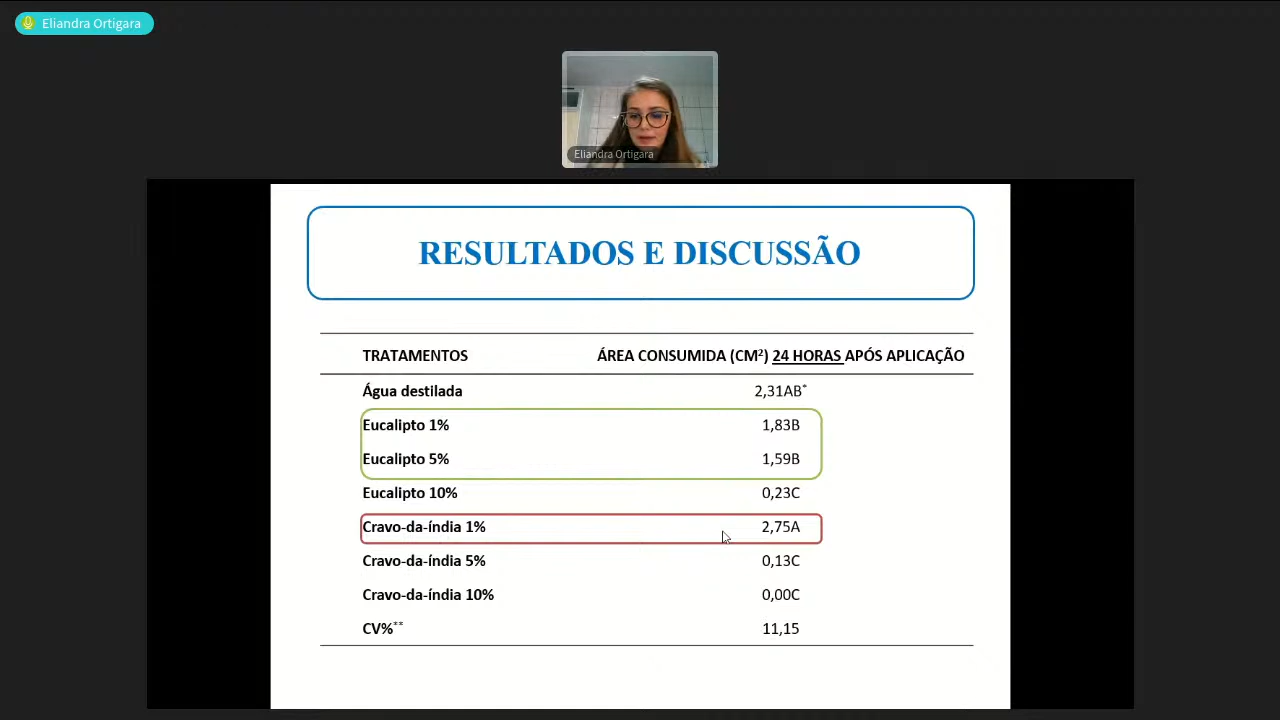 Eliandra Ortigara
Eliandra Ortigara
RESULTADOS E DISCUSSÃO
TRATAMENTOS ÁREA CONSUMIDA (CM²) 24 HORAS APÓS APLICAÇÃO
Água destilada 2,31AB*
Eucalipto 1% 1,83B
Eucalipto 5% 1,59B
Eucalipto 10% 0,23C
Cravo-da-índia 1% 2,75A
Cravo-da-índia 5% 0,13C
Cravo-da-índia 10% 0,00C
CV%** 11,15